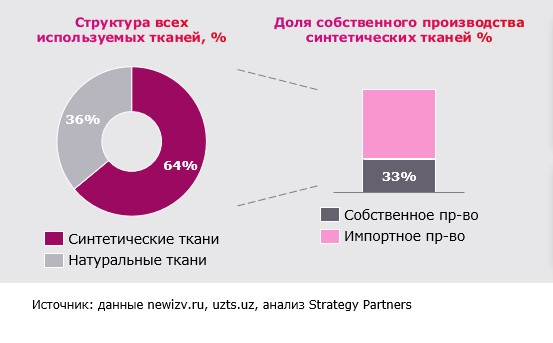 Структура всех
используемых тканей, %
Доля собственного производства
синтетических тканей %
36%
64%
33%
Синтетические ткани
Натуральные ткани
Собственное пр-во
Импортное пр-во
Источник: данные newizv.ru, uzts.uz, анализ Strategy Partners